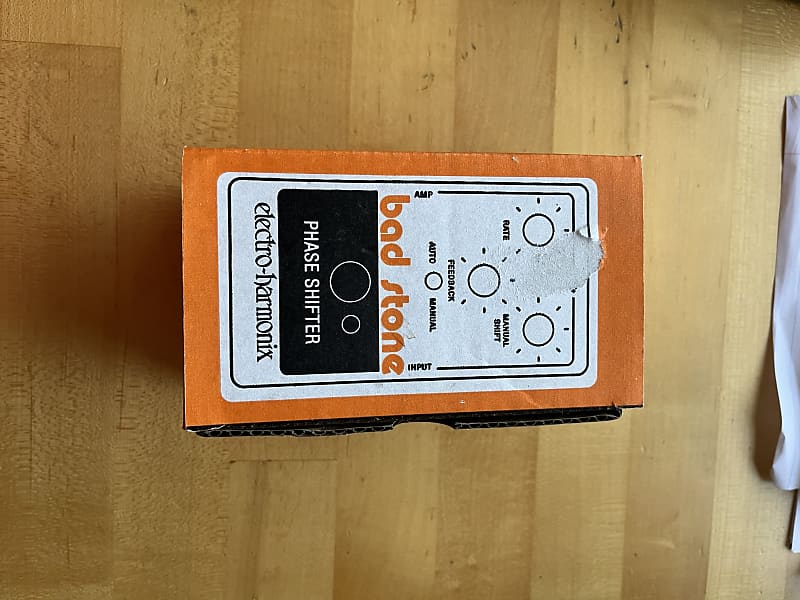 RATE
MANUAL
SHIFT
FEEDBACK
AUTO
MANUAL
AMP
INPUT
bad stone
PHASE SHIFTER
electro-harmonix